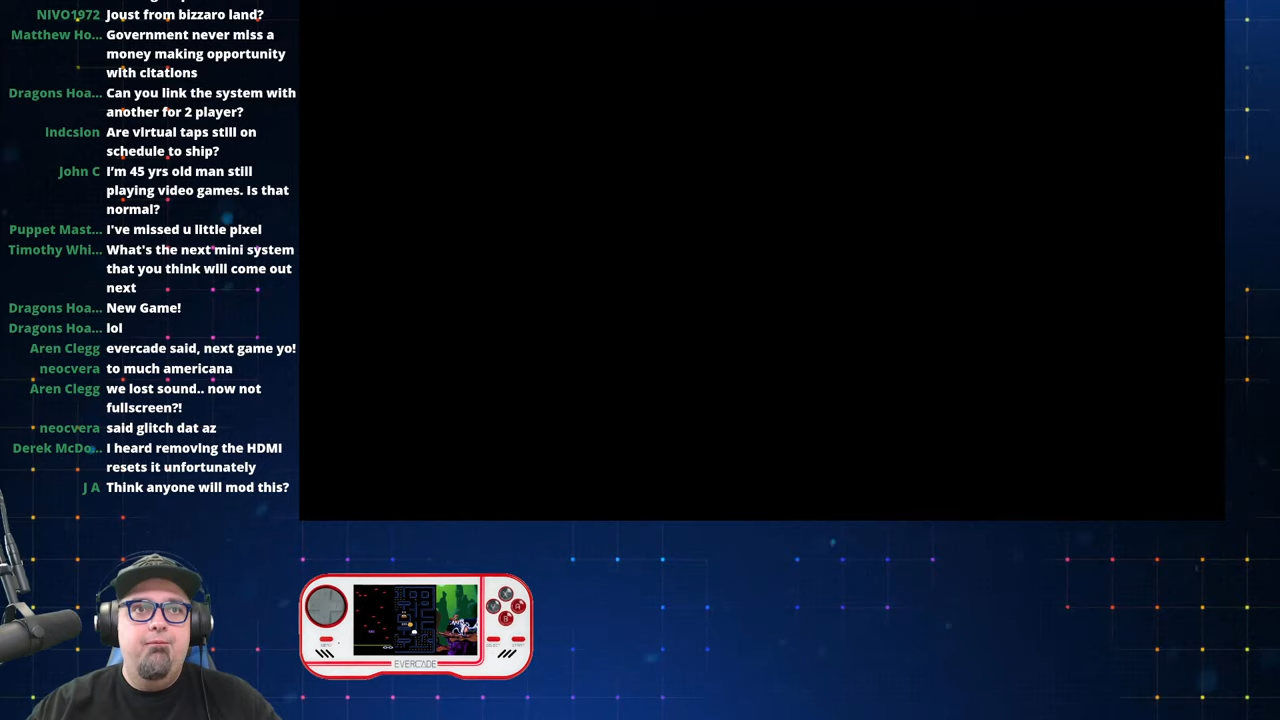 NIVO1972 Joust from bizzaro land?
Matthew Ho... Government never miss a
money making opportunity
with citations
Dragons Hoa... Can you link the system with
another for 2 player?
indcsion Are virtual taps still on
schedule to ship?
John C I'm 45 yrs old man still
playing video games. Is that
normal?
Puppet Mast... I've missed u little pixel
Timothy Whi... What's the next mini system
that you think will come out
next
Dragons Hoa... New Game!
Dragons Hoa... lol
Aren Clegg evercade said, next game yo!
neocvera to much americana
Aren Clegg we lost sound.. now not
fullscreen?!
neocvera said glitch dat az
Derek McDo... I heard removing the HDMI
resets it unfortunately
J A Think anyone will mod this?
EVERCADE